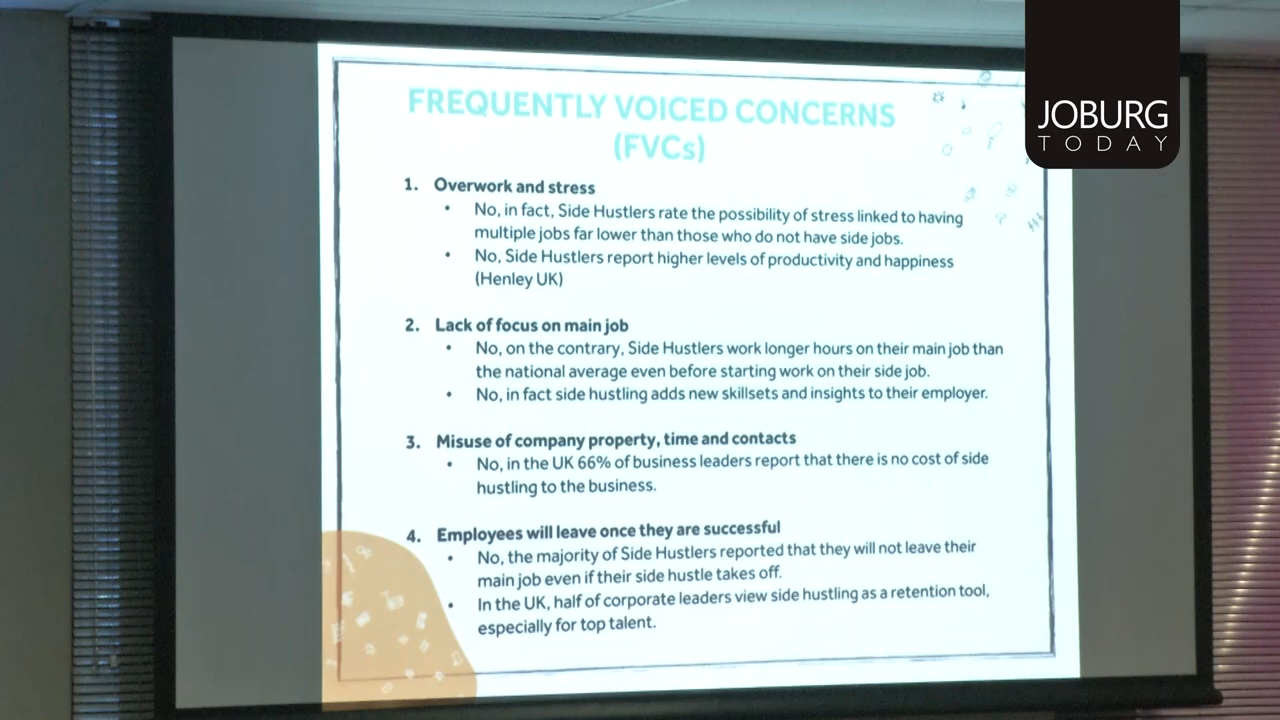 JOBURG
TODAY
FREQUENTLY VOICED CONCERNS
(FVCs)
1. Overwork and stress
• No, in fact, Side Hustlers rate the possibility of stress linked to having
multiple jobs far lower than those who do not have side jobs.
• No, Side Hustlers report higher levels of productivity and happiness
(Henley UK)
2. Lack of focus on main job
• No, on the contrary, Side Hustlers work longer hours on their main job than
the national average even before starting work on their side job.
• No, in fact side hustling adds new skillsets and insights to their employer.
3. Misuse of company property, time and contacts
• No, in the UK 66% of business leaders report that there is no cost of side
hustling to the business.
4. Employees will leave once they are successful
• No, the majority of Side Hustlers reported that they will not leave their
main job even if their side hustle takes off.
• In the UK, half of corporate leaders view side hustling as a retention tool,
especially for top talent.